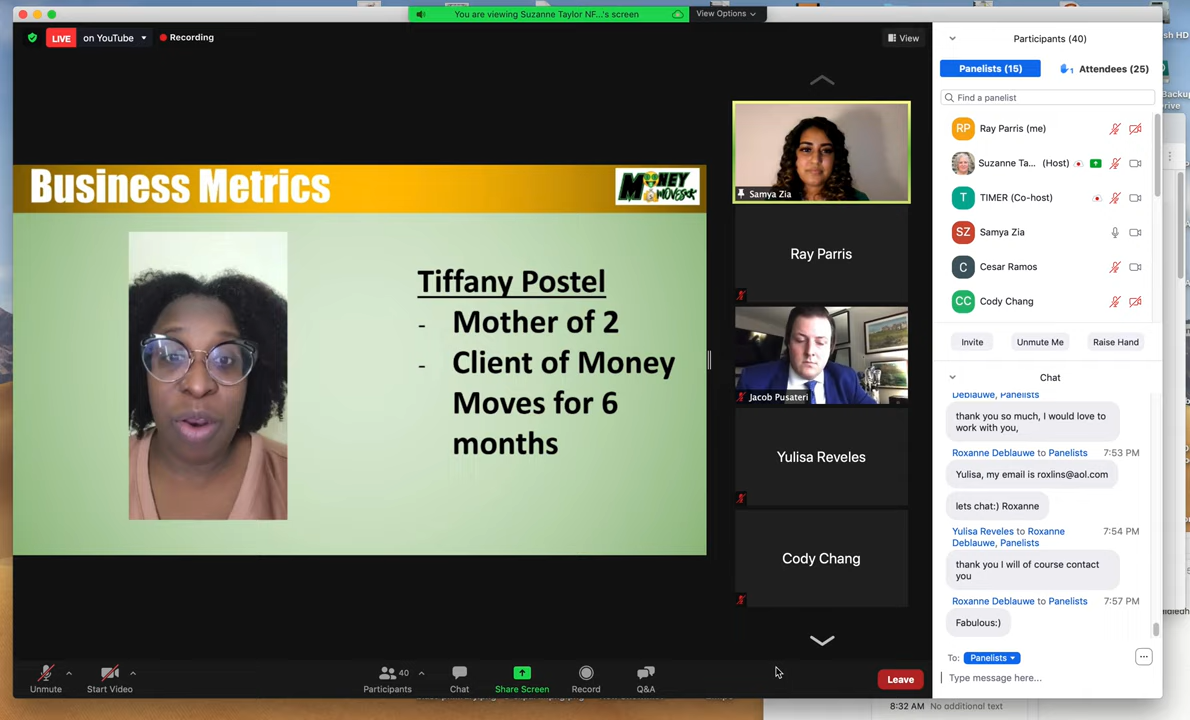 You are viewing Suzanne Taylor NF...'s screen
View Options
LIVE
on YouTube
Recording
View
Business Metrics
MONEY
MOVESCK
Tiffany Postel
- Mother of 2
- Client of Money
Moves for 6
months
Samya Zia
Ray Parris
Jacob Pusateri
Yulisa Reveles
Cody Chang
Participants (40)
Panelists (15)
1
Attendees (25)
Find a panelist
RP
Ray Parris (me)
Suzanne Ta... (Host)
T
TIMER (Co-host)
SZ
Samya Zia
C
Cesar Ramos
CC
Cody Chang
Invite
Unmute Me
Raise Hand
Chat
Deblauwe, Panelists
thank you so much, I would love to
work with you,
Roxanne Deblauwe to Panelists 7:53 PM
Yulisa, my email is roxlins@aol.com
lets chat:) Roxanne
Yulisa Reveles to Roxanne 7:54 PM
Deblauwe, Panelists
thank you I will of course contact
you
Roxanne Deblauwe to Panelists 7:57 PM
Fabulous:)
To: Panelists
Type message here...
Unmute
Start Video
40
Participants
Chat
Share Screen
Record
Q&A
Leave
8:32 AM No additional text
sh HD
Backup